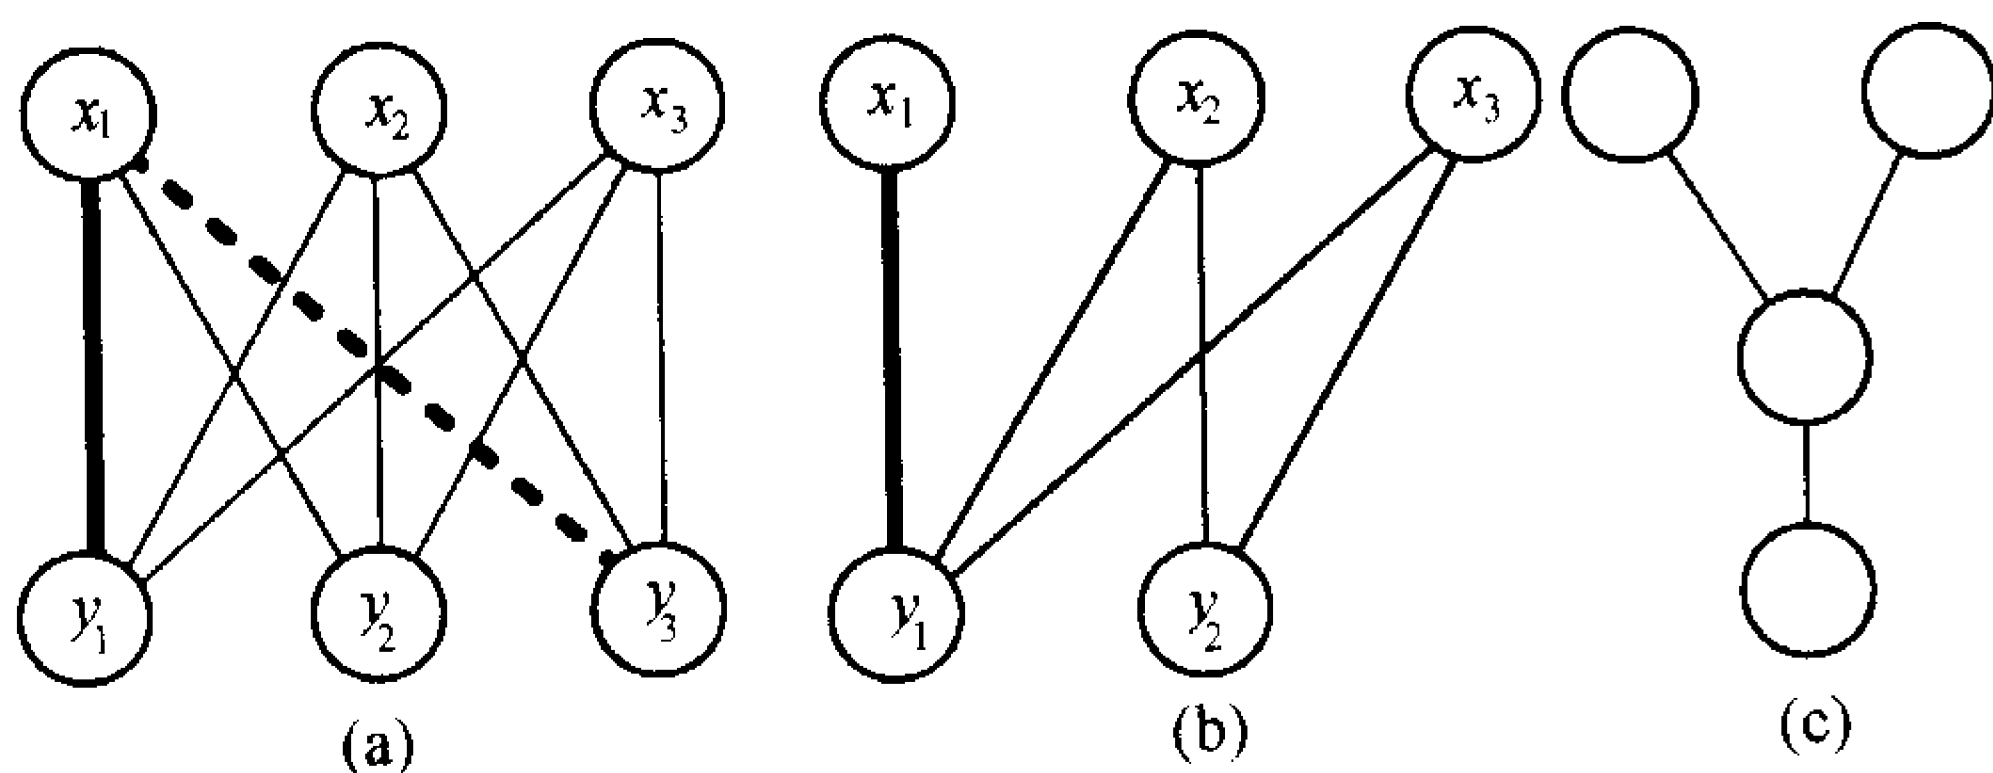 x₁ x₂ x₃ x₁ x₂ x₃
y₁ y₂ y₃ y₁ y₂
(a) (b) (c)